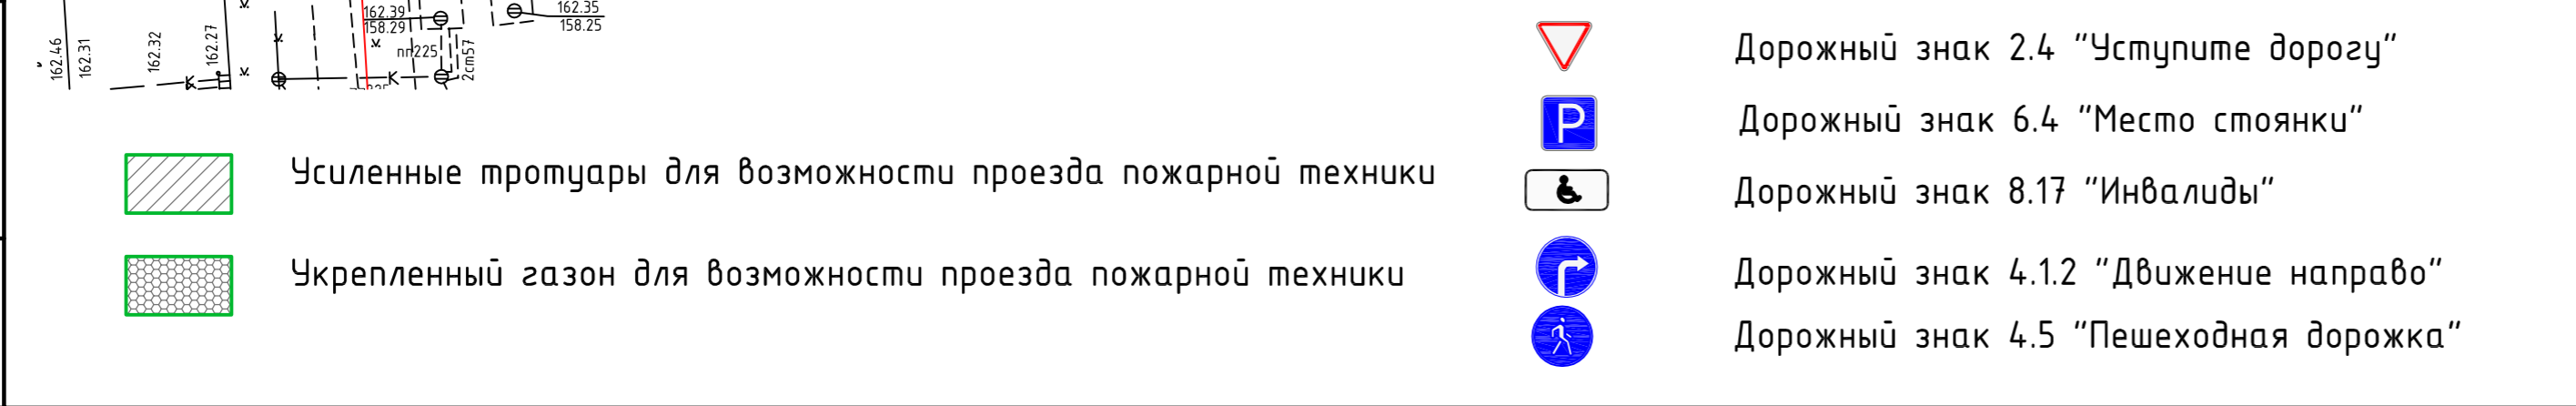 162.39
158.29
162.35
158.25
162.46
162.31
162.32
162.27
пп225
2cm57
К
К
Дорожный знак 2.4 "Уступите дорогу"
Дорожный знак 6.4 "Место стоянки"
P
Усиленные тротуары для возможности проезда пожарной техники
Дорожный знак 8.17 "Инвалиды"
Укрепленный газон для возможности проезда пожарной техники
Дорожный знак 4.1.2 "Движение направо"
Дорожный знак 4.5 "Пешеходная дорожка"